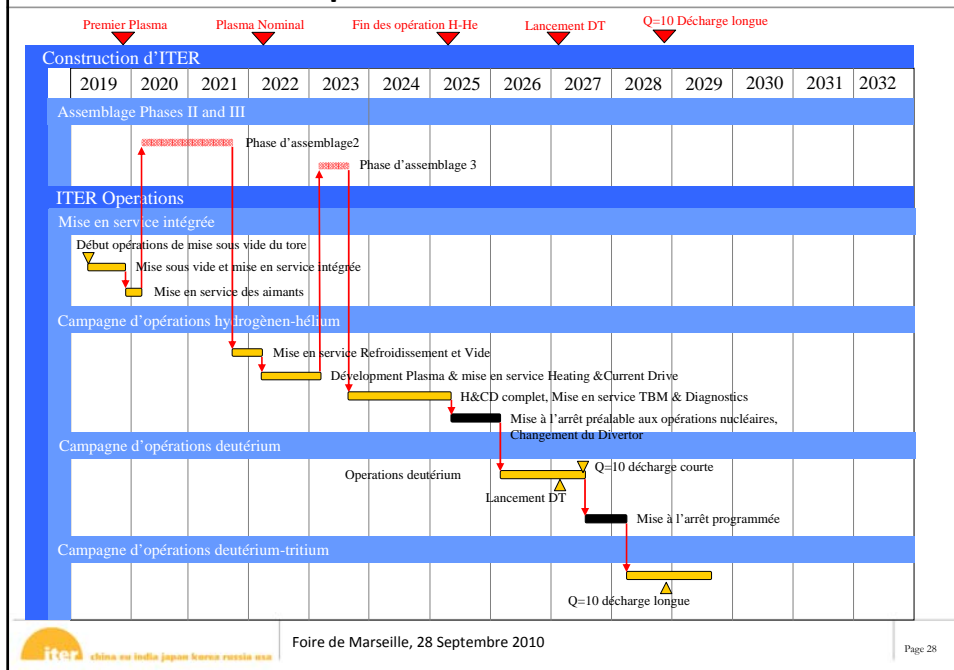 Premier Plasma Plasma Nominal Fin des opération H-He Lancement DT Q=10 Décharge longue
Construction d'ITER
2019 2020 2021 2022 2023 2024 2025 2026 2027 2028 2029 2030 2031 2032
Assemblage Phases II and III
Phase d'assemblage2
Phase d'assemblage 3
ITER Operations
Mise en service intégrée
Début opérations de mise sous vide du tore
Mise sous vide et mise en service intégrée
Mise en service des aimants
Campagne d'opérations hydrogènen-hélium
Mise en service Refroidissement et Vide
Dévelopment Plasma & mise en service Heating &Current Drive
H&CD complet, Mise en service TBM & Diagnostics
Mise à l'arrêt préalable aux opérations nucléaires,
Changement du Divertor
Campagne d'opérations deutérium
Q=10 décharge courte
Operations deutérium
Lancement DT
Mise à l'arrêt programmée
Campagne d'opérations deutérium-tritium
Q=10 décharge longue
Foire de Marseille, 28 Septembre 2010
Page 28
iter china eu india japan korea russia usa